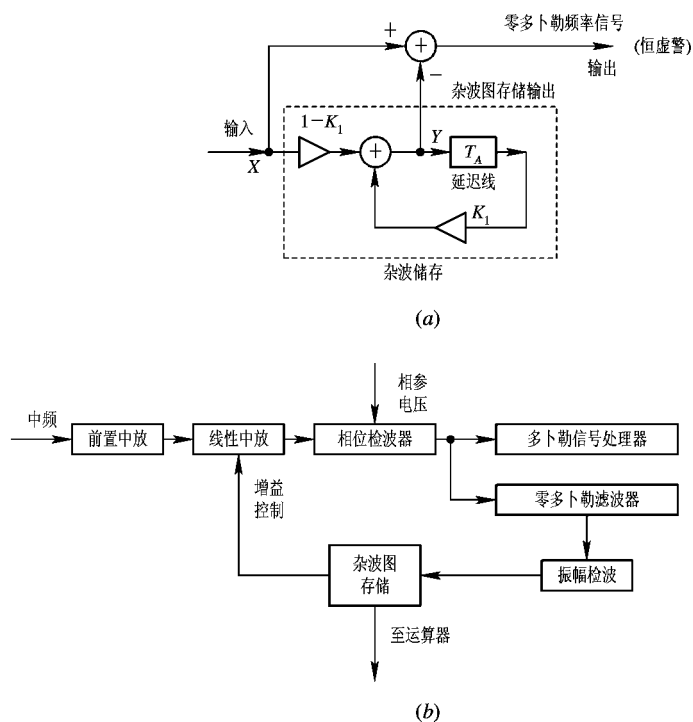 零多卜勒频率信号
(恒虚警)
输出
+
+
−
杂波图存储输出
输入
1−K₁
X
+
Y
T_A
延迟线
K₁
杂波储存
(a)
相参
电压
中频
前置中放
线性中放
相位检波器
多卜勒信号处理器
增益
控制
零多卜勒滤波器
杂波图
存储
振幅检波
至运算器
(b)